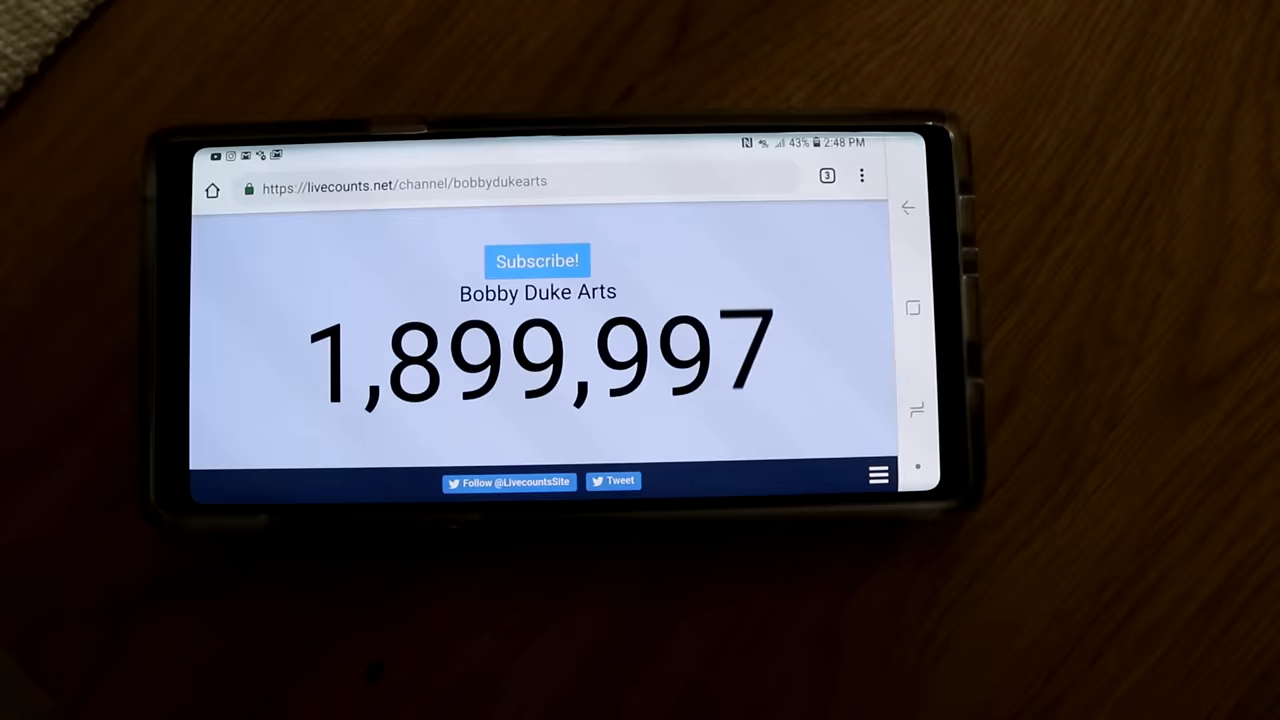 43% 2:48 PM
https://livecounts.net/channel/bobbydukearts
3
Subscribe!
Bobby Duke Arts
1,899,997
Follow @LivecountsSite Tweet